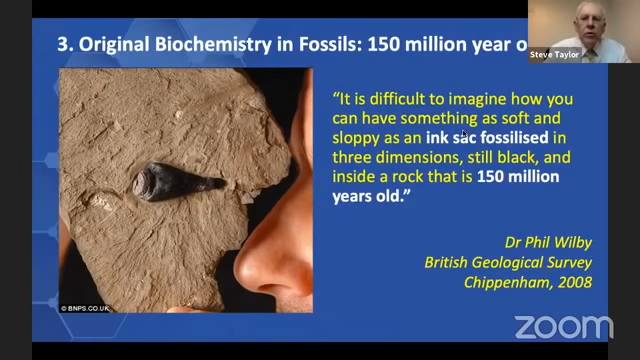 3. Original Biochemistry in Fossils: 150 million year o
Steve Taylor
“It is difficult to imagine how you
can have something as soft and
sloppy as an ink sac fossilised in
three dimensions, still black, and
inside a rock that is 150 million
years old.”
Dr Phil Wilby
British Geological Survey
Chippenham, 2008
© BNPS.CO.UK
zoom